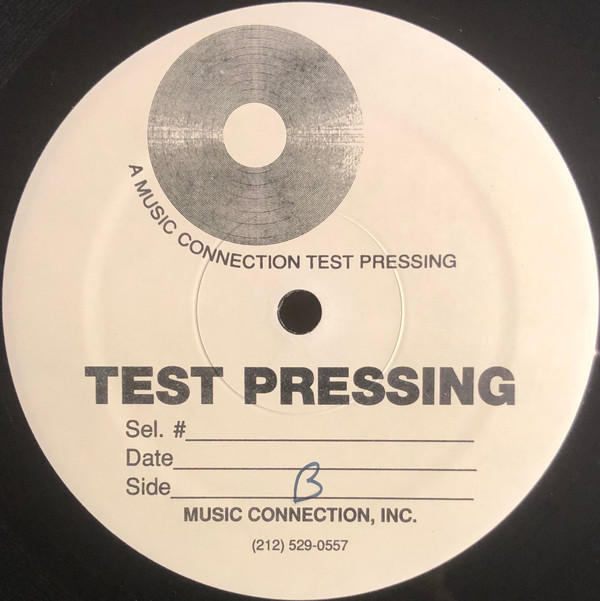 A MUSIC CONNECTION TEST PRESSING
TEST PRESSING
Sel. #
Date
Side B
MUSIC CONNECTION, INC.
(212) 529-0557